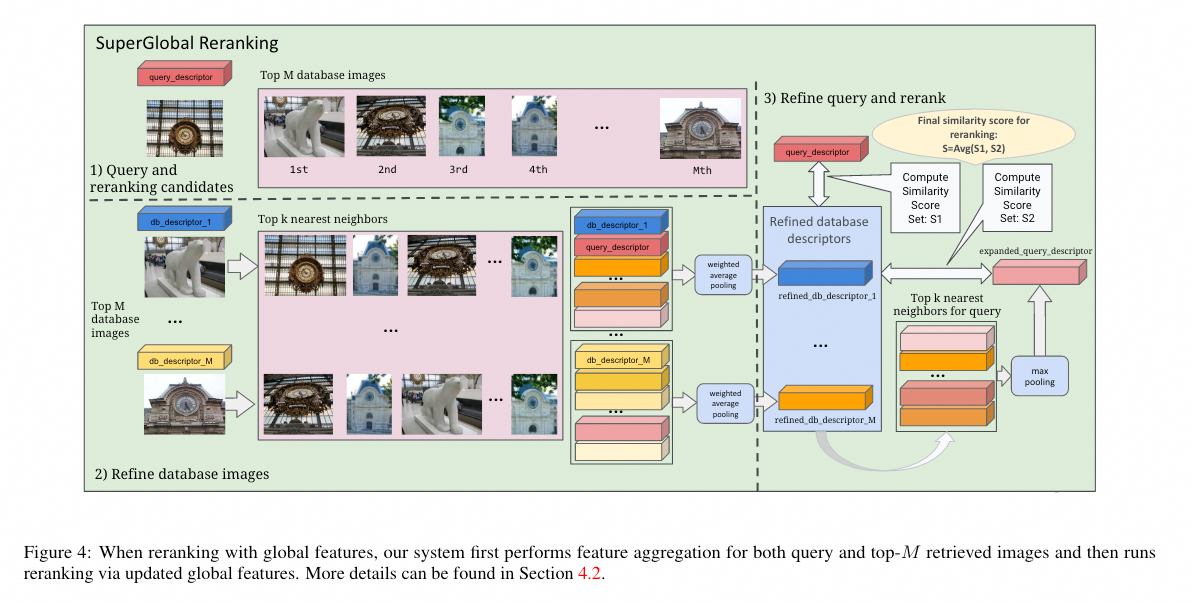 SuperGlobal Reranking
query_descriptor
1) Query and
reranking candidates
Top M database images
1st
2nd
3rd
4th
...
Mth
db_descriptor_1
Top M
database
images
...
db_descriptor_M
2) Refine database images
Top k nearest neighbors
...
...
...
db_descriptor_1
query_descriptor
...
...
db_descriptor_M
...
weighted
average
pooling
weighted
average
pooling
3) Refine query and rerank
query_descriptor
Final similarity score for
reranking:
S=Avg(S1, S2)
Compute
Similarity
Score
Set: S1
Compute
Similarity
Score
Set: S2
Refined database
descriptors
refined_db_descriptor_1
...
refined_db_descriptor_M
expanded_query_descriptor
Top k nearest
neighbors for query
...
max
pooling
Figure 4: When reranking with global features, our system first performs feature aggregation for both query and top-M retrieved images and then runs
reranking via updated global features. More details can be found in Section 4.2.